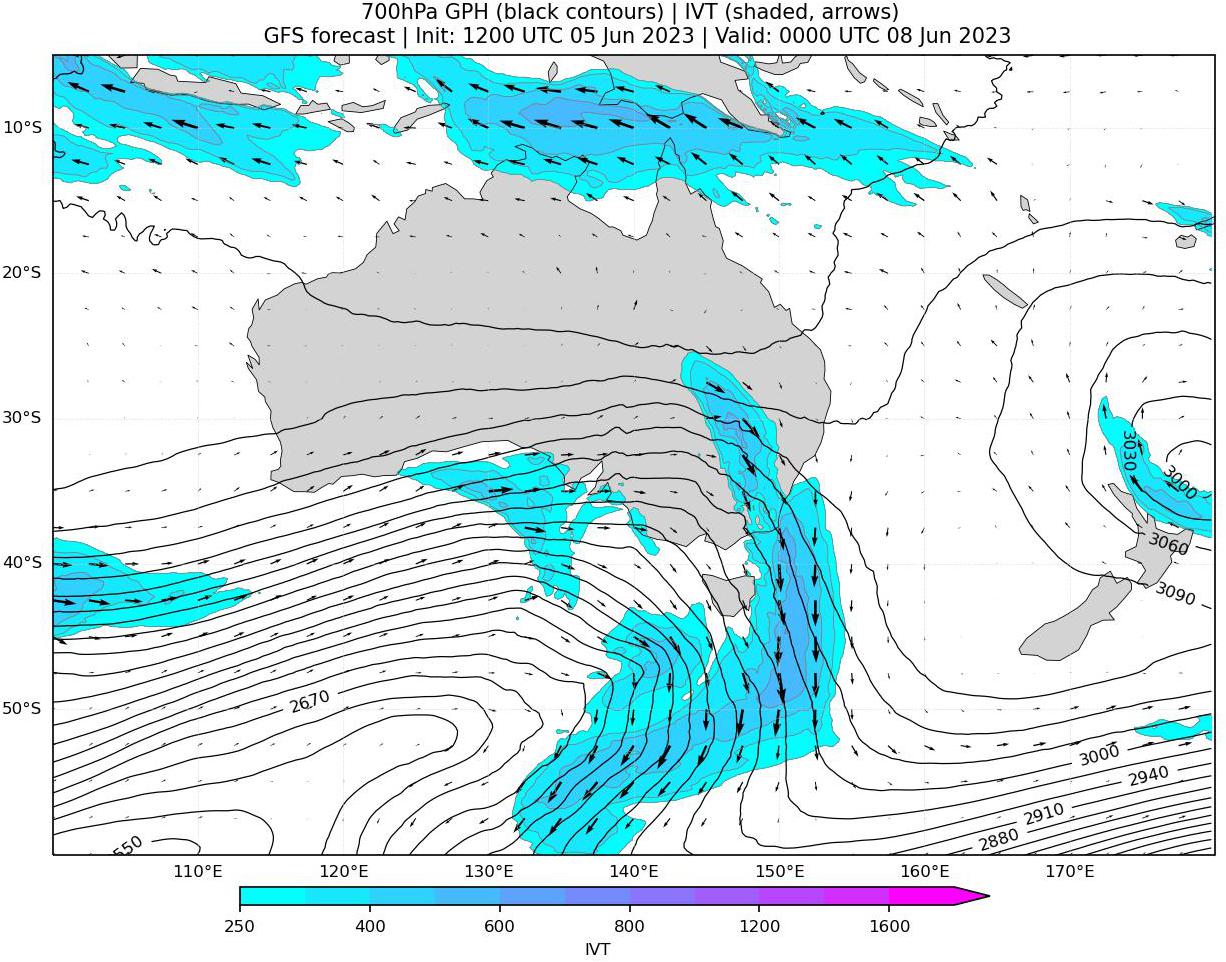 700hPa GPH (black contours) | IVT (shaded, arrows)
GFS forecast | Init: 1200 UTC 05 Jun 2023 | Valid: 0000 UTC 08 Jun 2023
10°S
20°S
30°S
3030
3000
3060
40°S
3090
2670
50°S
3000
2940
2910
2880
550
110°E 120°E 130°E 140°E 150°E 160°E 170°E
250 400 600 800 1200 1600
IVT